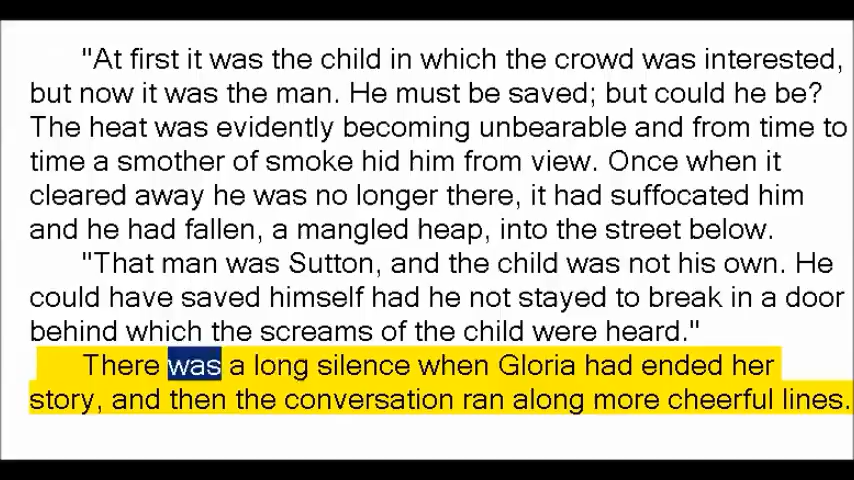 "At first it was the child in which the crowd was interested,
but now it was the man. He must be saved; but could he be?
The heat was evidently becoming unbearable and from time to
time a smother of smoke hid him from view. Once when it
cleared away he was no longer there, it had suffocated him
and he had fallen, a mangled heap, into the street below.
"That man was Sutton, and the child was not his own. He
could have saved himself had he not stayed to break in a door
behind which the screams of the child were heard."
There was a long silence when Gloria had ended her
story, and then the conversation ran along more cheerful lines.